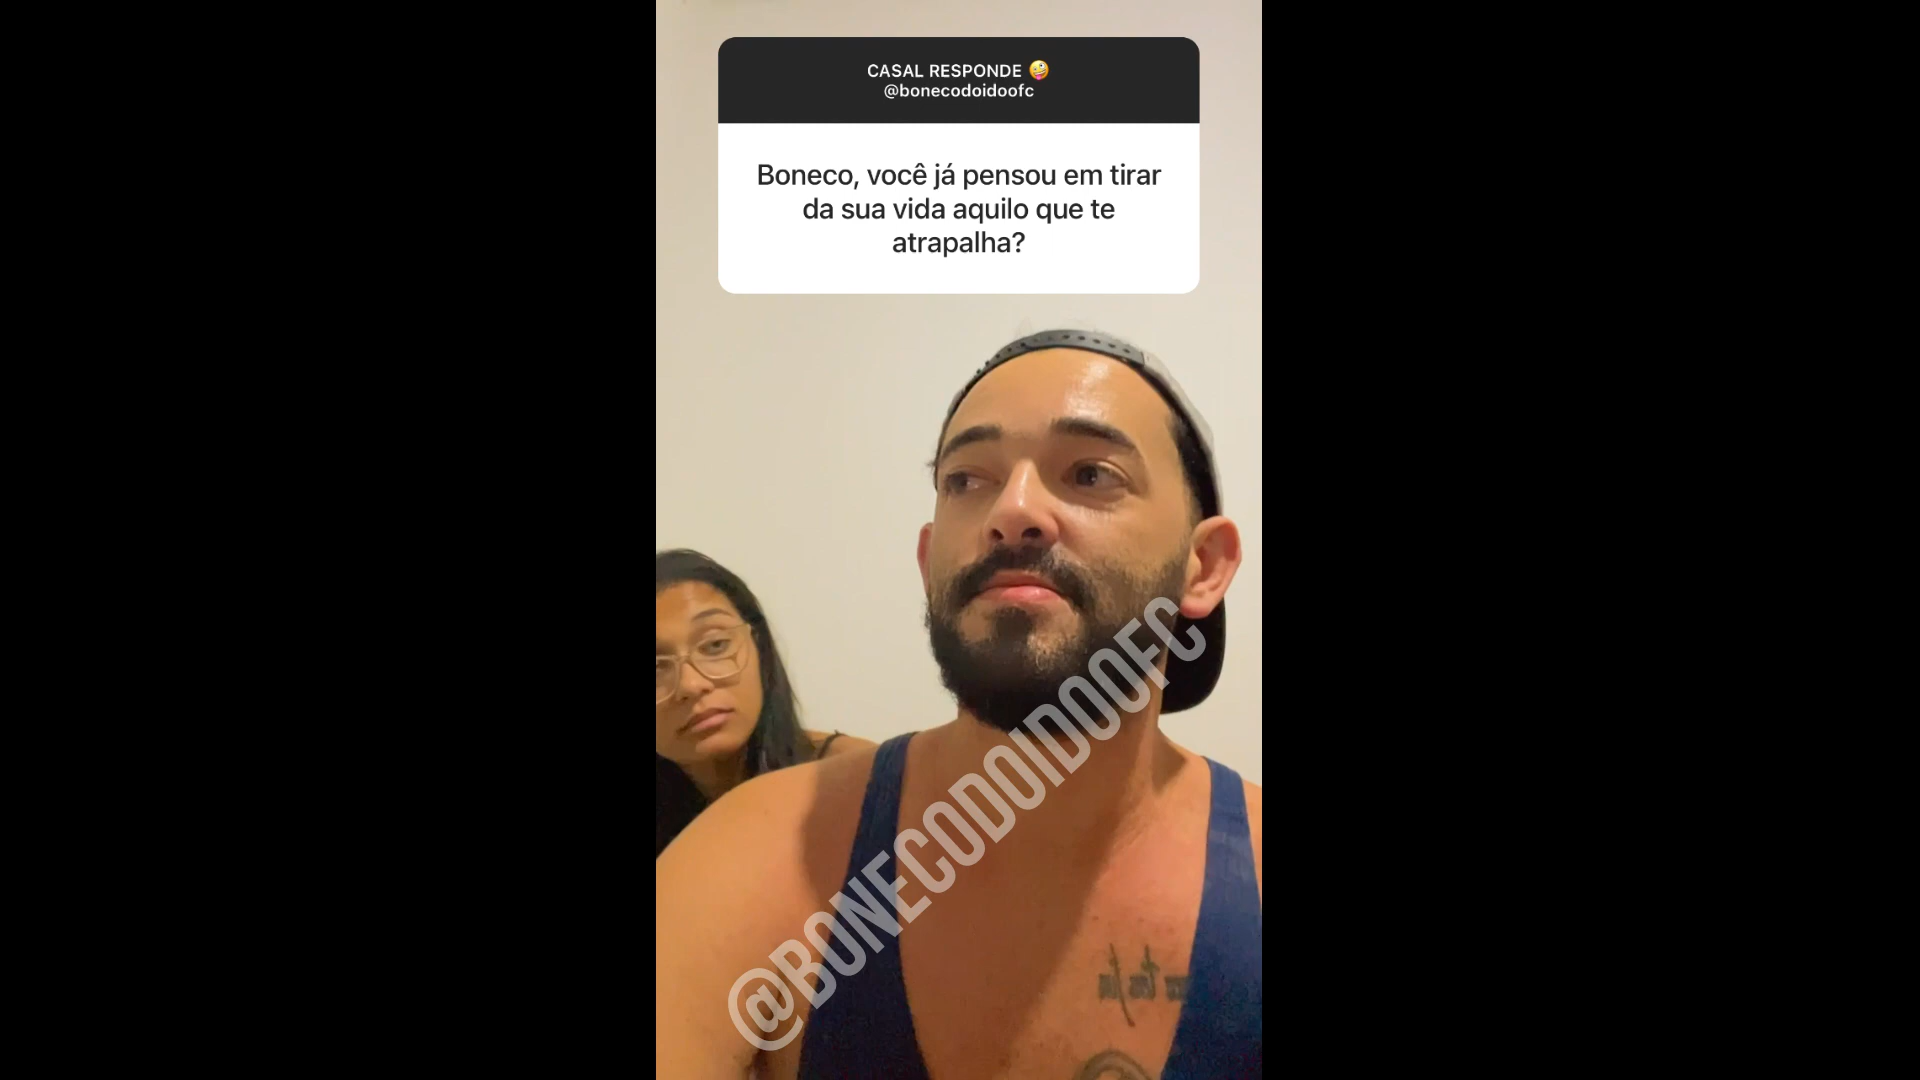 CASAL RESPONDE 🤪
@bonecodoidoofc
Boneco, você já pensou em tirar
da sua vida aquilo que te
atrapalha?
@BONECODOIDOOFC